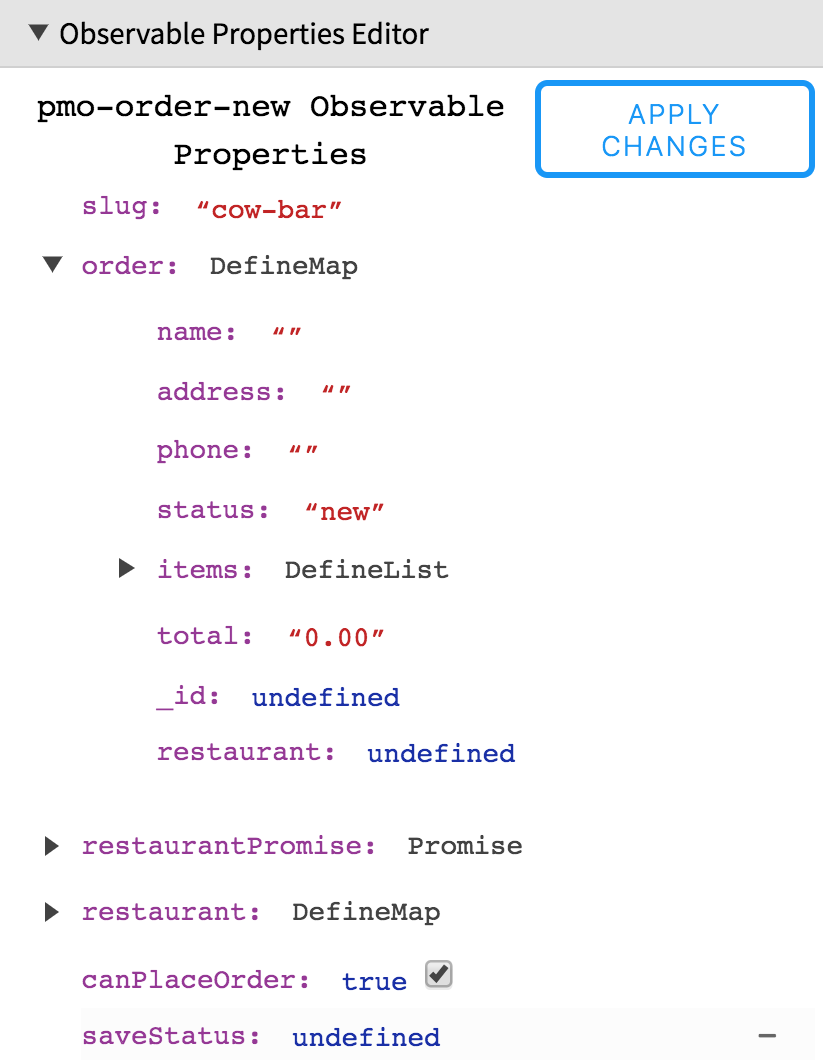 Observable Properties Editor
pmo-order-new Observable
Properties
APPLY
CHANGES
slug: “cow-bar”
order: DefineMap
name: “”
address: “”
phone: “”
status: “new”
items: DefineList
total: “0.00”
_id: undefined
restaurant: undefined
restaurantPromise: Promise
restaurant: DefineMap
canPlaceOrder: true
saveStatus: undefined